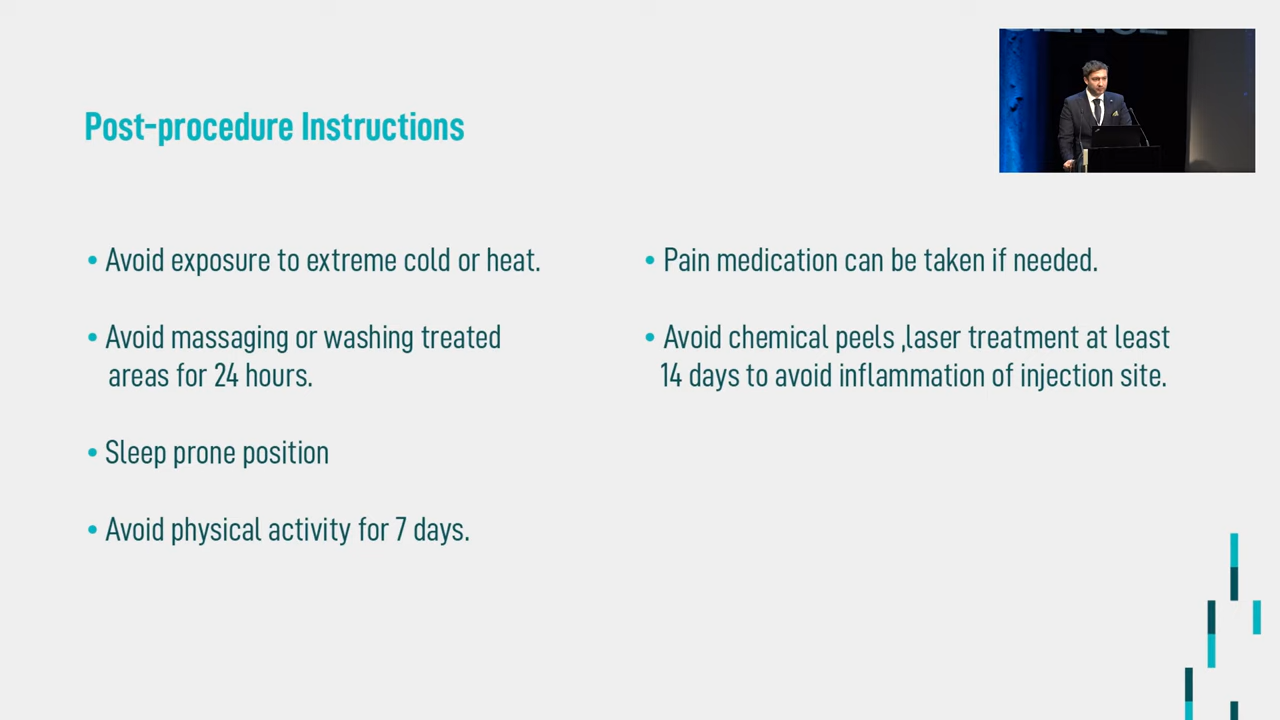 Post-procedure Instructions
• Avoid exposure to extreme cold or heat.
• Avoid massaging or washing treated
areas for 24 hours.
• Sleep prone position
• Avoid physical activity for 7 days.
• Pain medication can be taken if needed.
• Avoid chemical peels ,laser treatment at least
14 days to avoid inflammation of injection site.